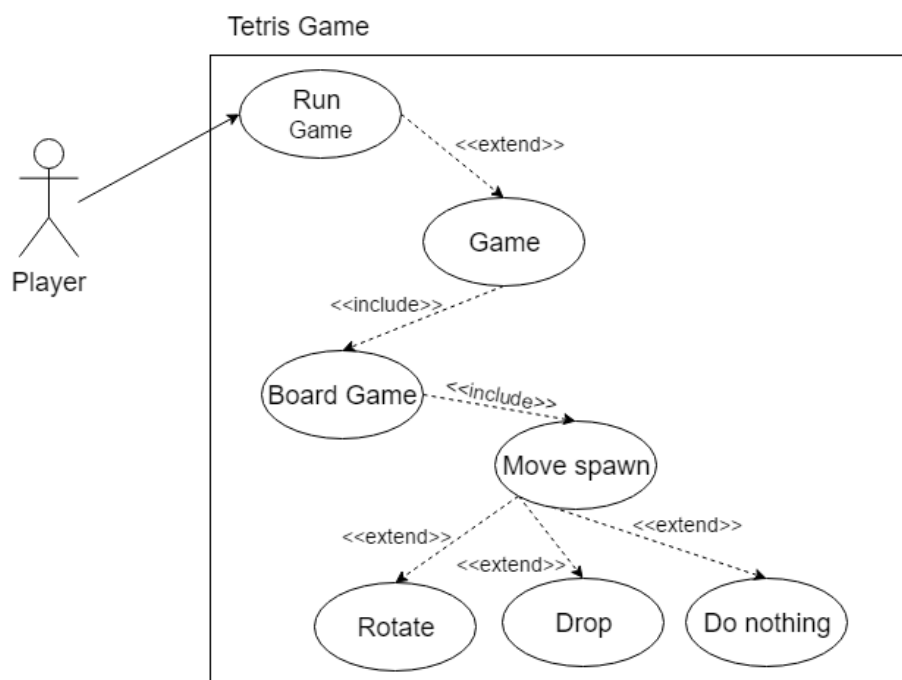 Tetris Game
Run
Game
<<extend>>
Game
Player
<<include>>
Board Game
<<include>>
Move spawn
<<extend>>
<<extend>>
<<extend>>
Rotate
Drop
Do nothing